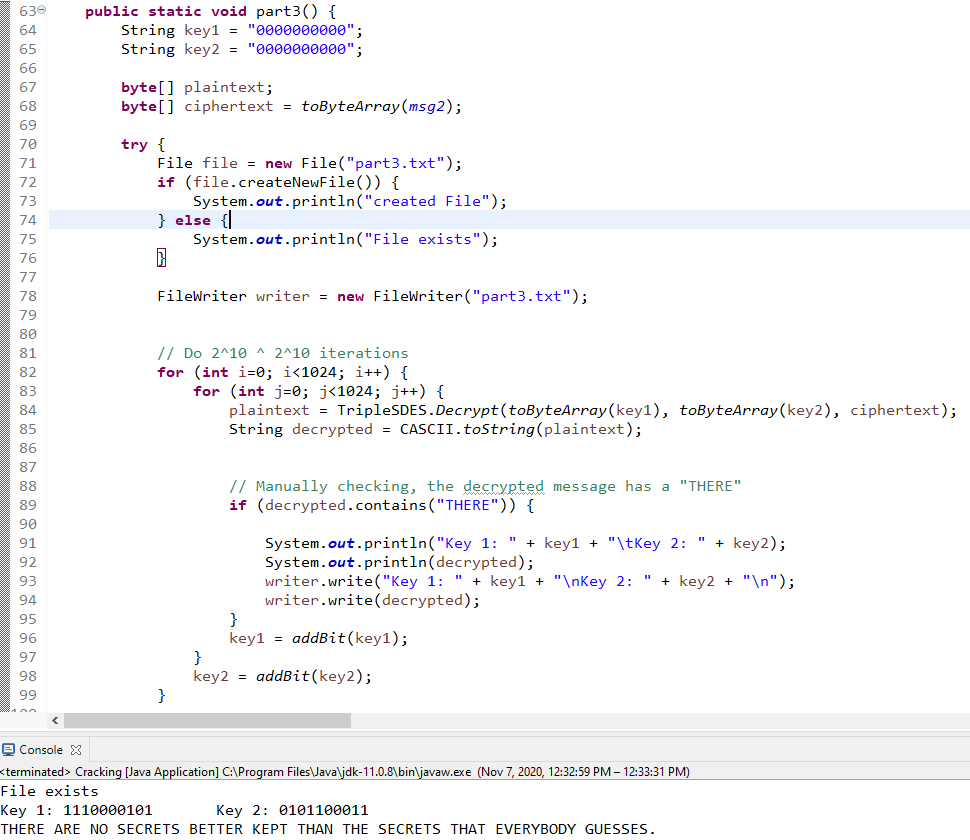 63 public static void part3() {
64 String key1 = "0000000000";
65 String key2 = "0000000000";
66
67 byte[] plaintext;
68 byte[] ciphertext = toByteArray(msg2);
69
70 try {
71 File file = new File("part3.txt");
72 if (file.createNewFile()) {
73 System.out.println("created File");
74 } else {
75 System.out.println("File exists");
76 }
77
78 FileWriter writer = new FileWriter("part3.txt");
79
80
81 // Do 2^10 ^ 2^10 iterations
82 for (int i=0; i<1024; i++) {
83 for (int j=0; j<1024; j++) {
84 plaintext = TripleSDES.Decrypt(toByteArray(key1), toByteArray(key2), ciphertext);
85 String decrypted = CASCII.toString(plaintext);
86
87
88 // Manually checking, the decrypted message has a "THERE"
89 if (decrypted.contains("THERE")) {
90
91 System.out.println("Key 1: " + key1 + "\tKey 2: " + key2);
92 System.out.println(decrypted);
93 writer.write("Key 1: " + key1 + "\nKey 2: " + key2 + "\n");
94 writer.write(decrypted);
95 }
96 key1 = addBit(key1);
97 }
98 key2 = addBit(key2);
99 }
Console
<terminated> Cracking [Java Application] C:\Program Files\Java\jdk-11.0.8\bin\javaw.exe (Nov 7, 2020, 12:32:59 PM – 12:33:31 PM)
File exists
Key 1: 1110000101 Key 2: 0101100011
THERE ARE NO SECRETS BETTER KEPT THAN THE SECRETS THAT EVERYBODY GUESSES.